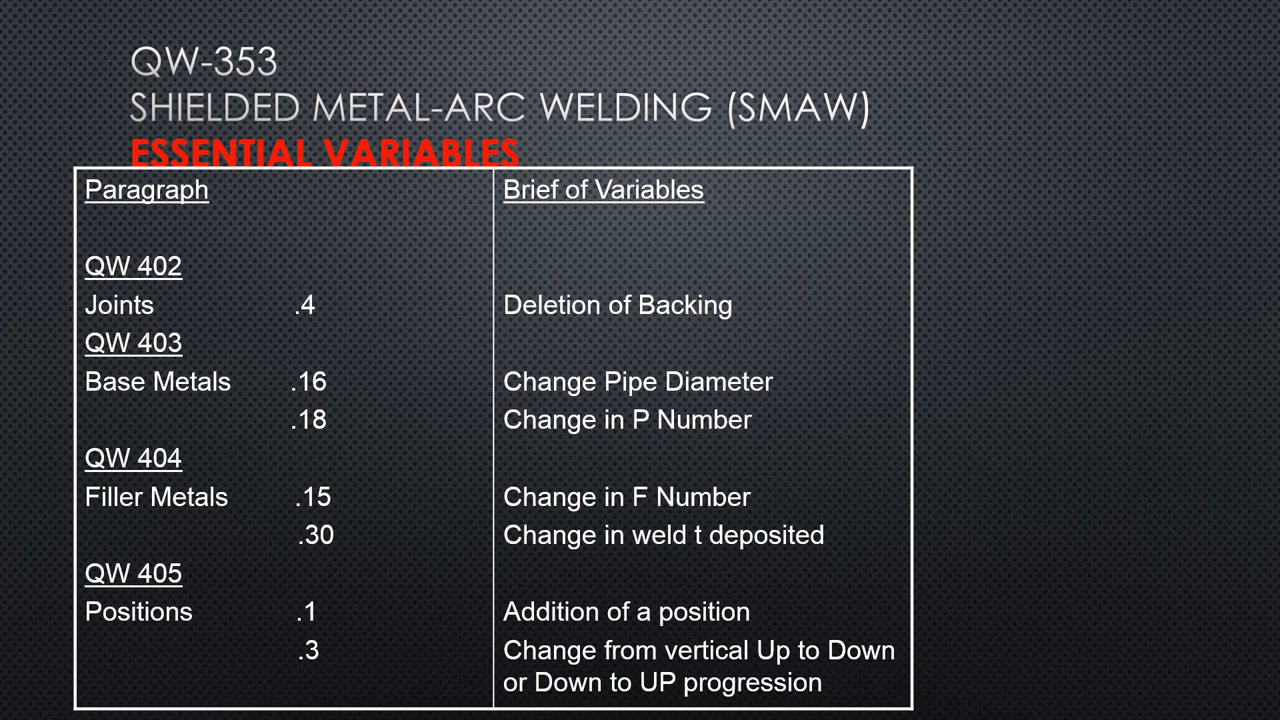 QW-353
SHIELDED METAL-ARC WELDING (SMAW)
ESSENTIAL VARIABLES
Paragraph Brief of Variables
QW 402
Joints .4 Deletion of Backing
QW 403
Base Metals .16 Change Pipe Diameter
.18 Change in P Number
QW 404
Filler Metals .15 Change in F Number
.30 Change in weld t deposited
QW 405
Positions .1 Addition of a position
.3 Change from vertical Up to Down
or Down to UP progression